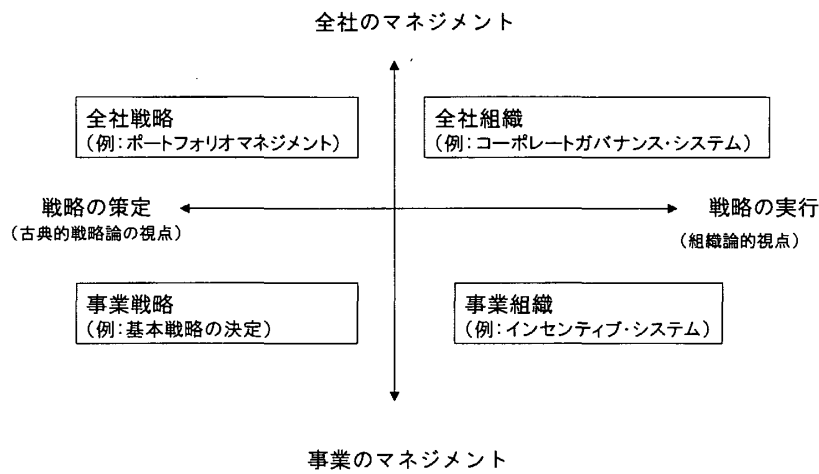 全社のマネジメント
全社戦略
(例:ポートフォリオマネジメント)
全社組織
(例:コーポレートガバナンス・システム)
戦略の策定
(古典的戦略論の視点)
戦略の実行
(組織論的視点)
事業戦略
(例:基本戦略の決定)
事業組織
(例:インセンティブ・システム)
事業のマネジメント